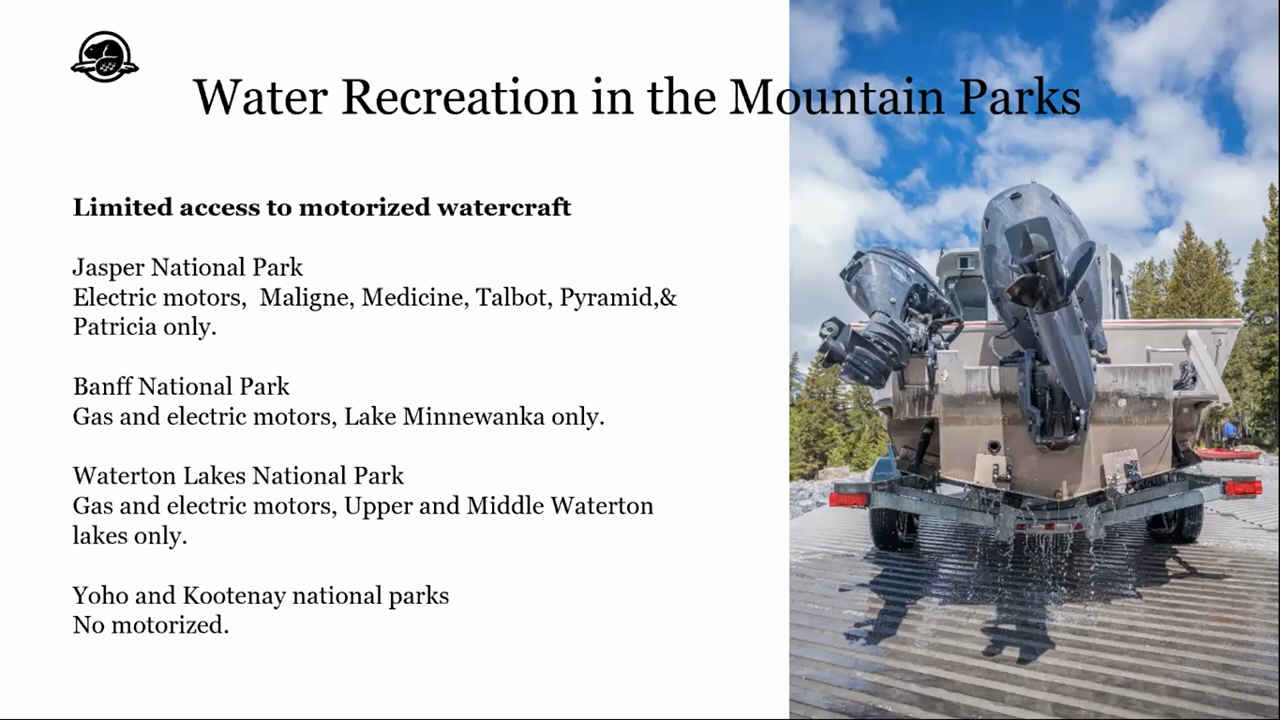 Water Recreation in the Mountain Parks
Limited access to motorized watercraft
Jasper National Park
Electric motors,  Maligne, Medicine, Talbot, Pyramid,&
Patricia only.
Banff National Park
Gas and electric motors, Lake Minnewanka only.
Waterton Lakes National Park
Gas and electric motors, Upper and Middle Waterton
lakes only.
Yoho and Kootenay national parks
No motorized.